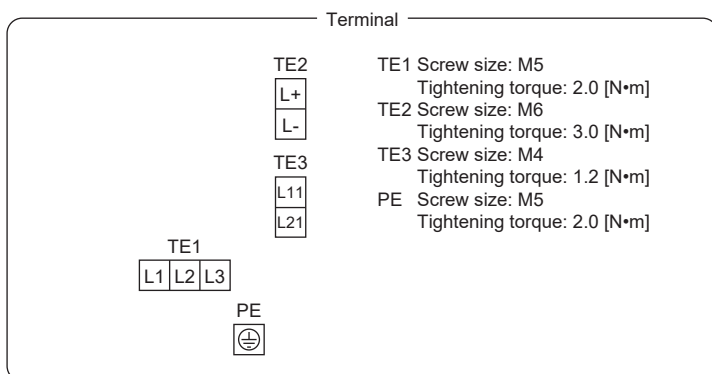 Terminal
TE2
L+
L-
TE3
L11
L21
TE1
L1 L2 L3
PE
TE1 Screw size: M5
Tightening torque: 2.0 [N•m]
TE2 Screw size: M6
Tightening torque: 3.0 [N•m]
TE3 Screw size: M4
Tightening torque: 1.2 [N•m]
PE Screw size: M5
Tightening torque: 2.0 [N•m]